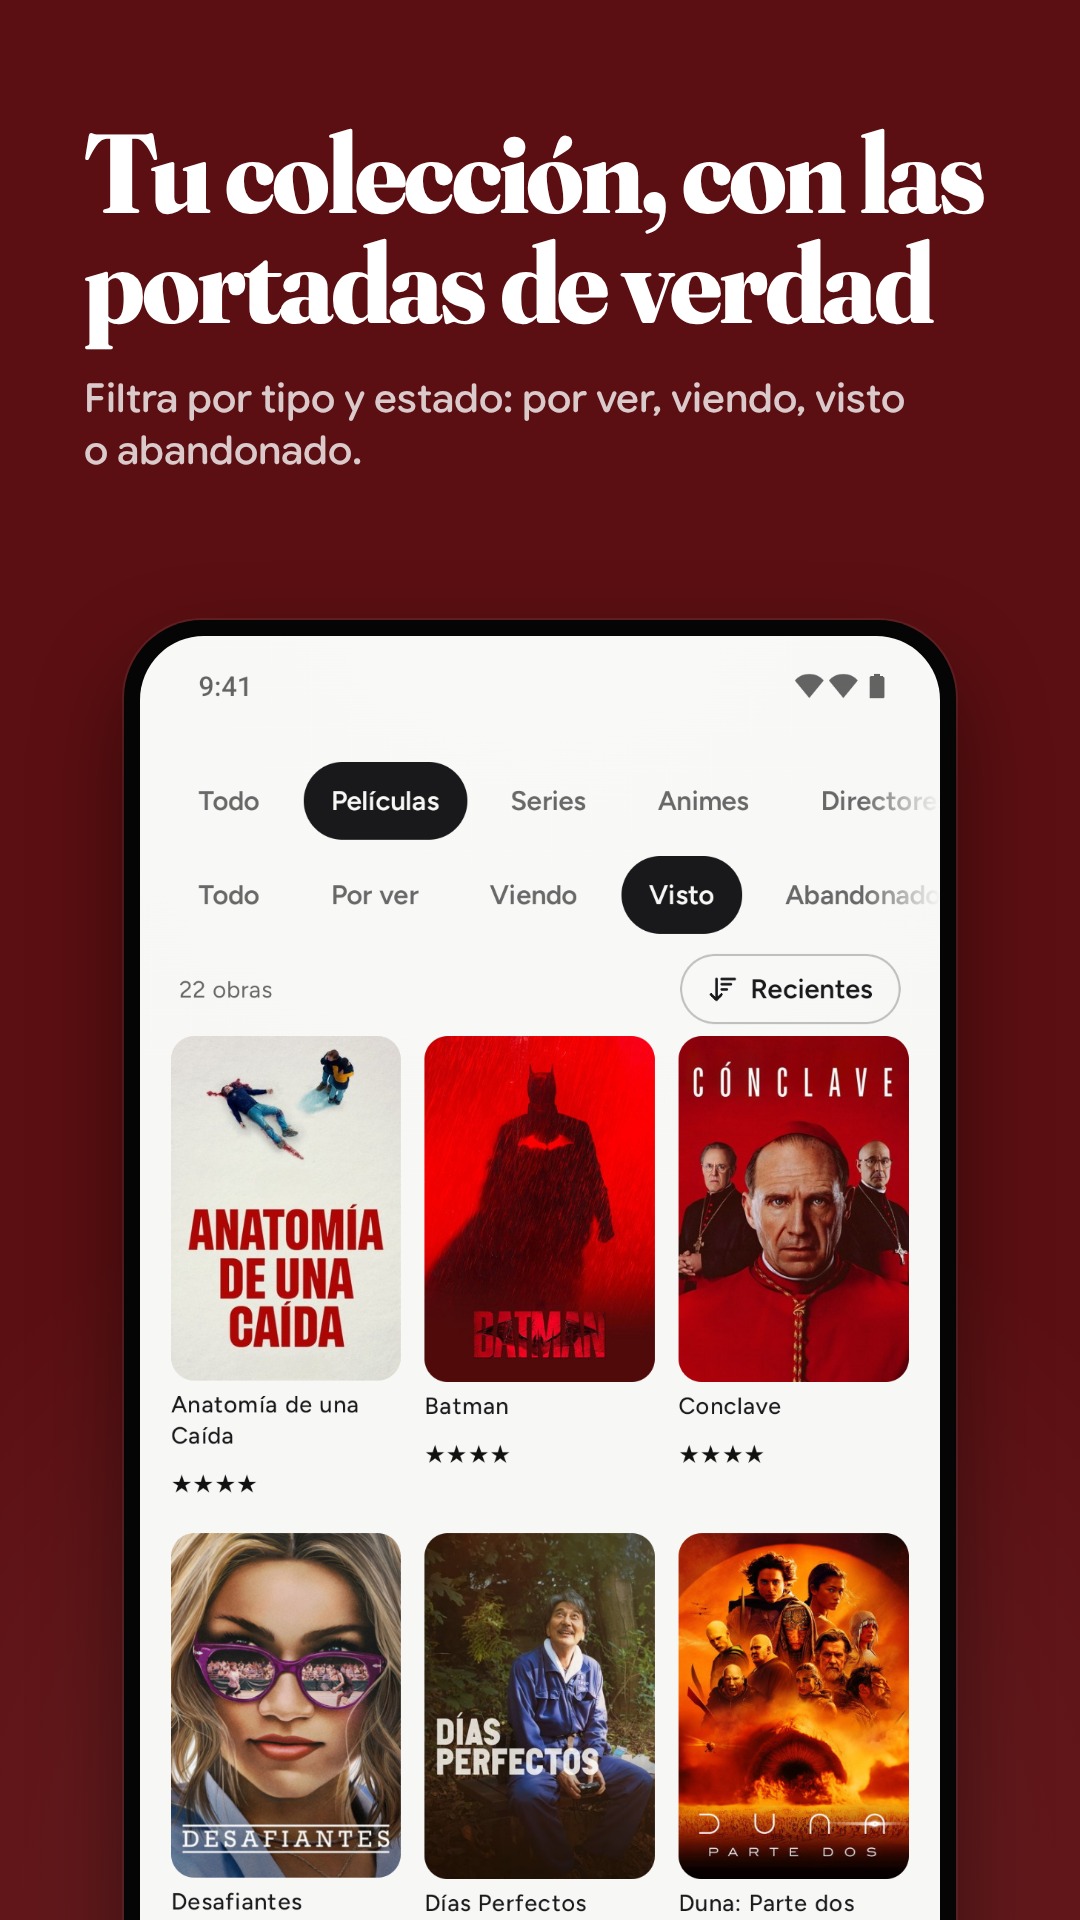 Tu colección, con las
portadas de verdad
Filtra por tipo y estado: por ver, viendo, visto
o abandonado.
9:41
Todo Películas Series Animes Directore
Todo Por ver Viendo Visto Abandonado
22 obras Recientes
ANATOMÍA
DE UNA
CAÍDA
BATMAN
CÓNCLAVE
Anatomía de una
Caída
★★★★
Batman
★★★★
Conclave
★★★★
DESAFIANTES
DÍAS
PERFECTOS
DUNA
PARTE DOS
Desafiantes
Días Perfectos
Duna: Parte dos